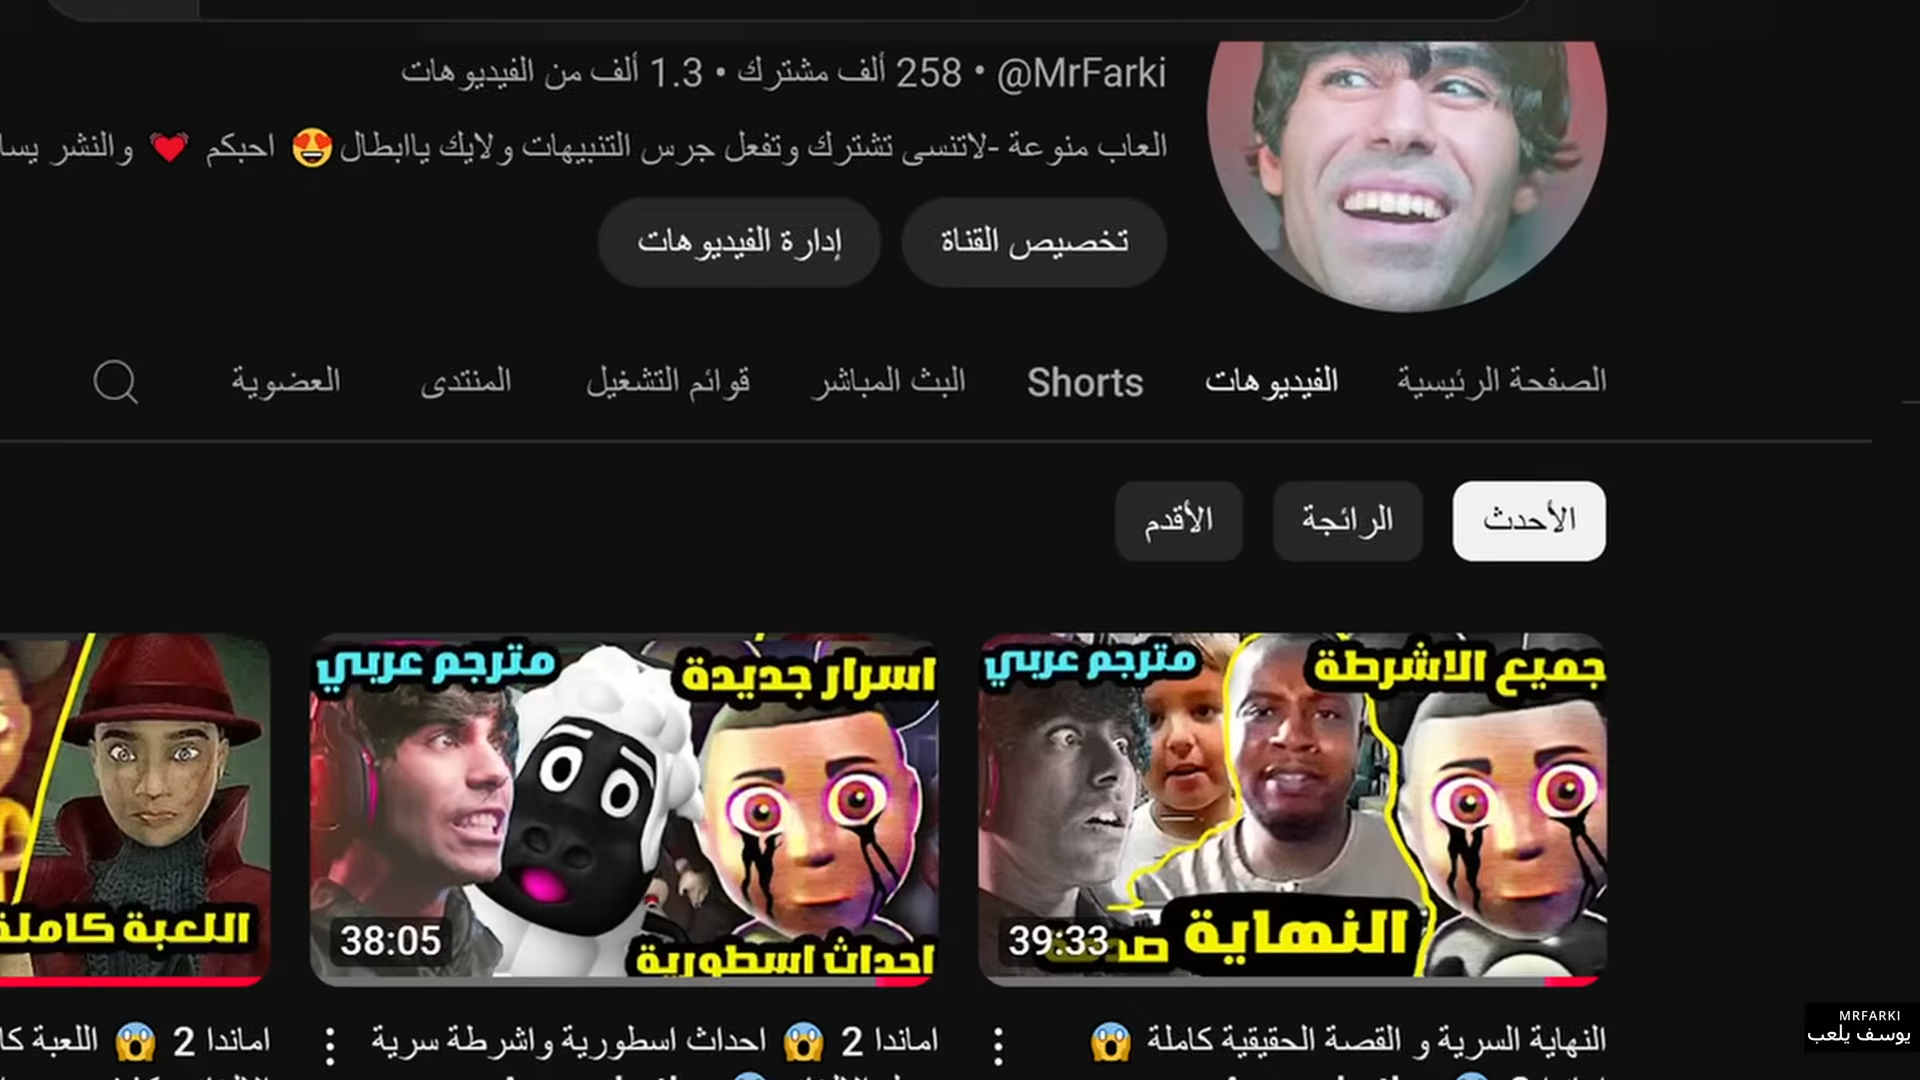 @MrFarki • 258 ألف مشترك • 1.3 ألف من الفيديوهات
العاب منوعة -لاتنسى تشترك وتفعل جرس التنبيهات ولايك ياابطال 😍 احبكم 💓 والنشر يسا
تخصيص القناة
إدارة الفيديوهات
الصفحة الرئيسية
الفيديوهات
Shorts
البث المباشر
قوائم التشغيل
المنتدى
العضوية
الأحدث
الرائجة
الأقدم
جميع الاشرطة
مترجم عربي
النهاية
39:33
اسرار جديدة
مترجم عربي
احداث اسطورية
38:05
اللعبة كاملة
النهاية السرية و القصة الحقيقية كاملة 😱
اماندا 2 😱 احداث اسطورية واشرطة سرية
اماندا 2 😱 اللعبة كا
MRFARKI
يوسف يلعب